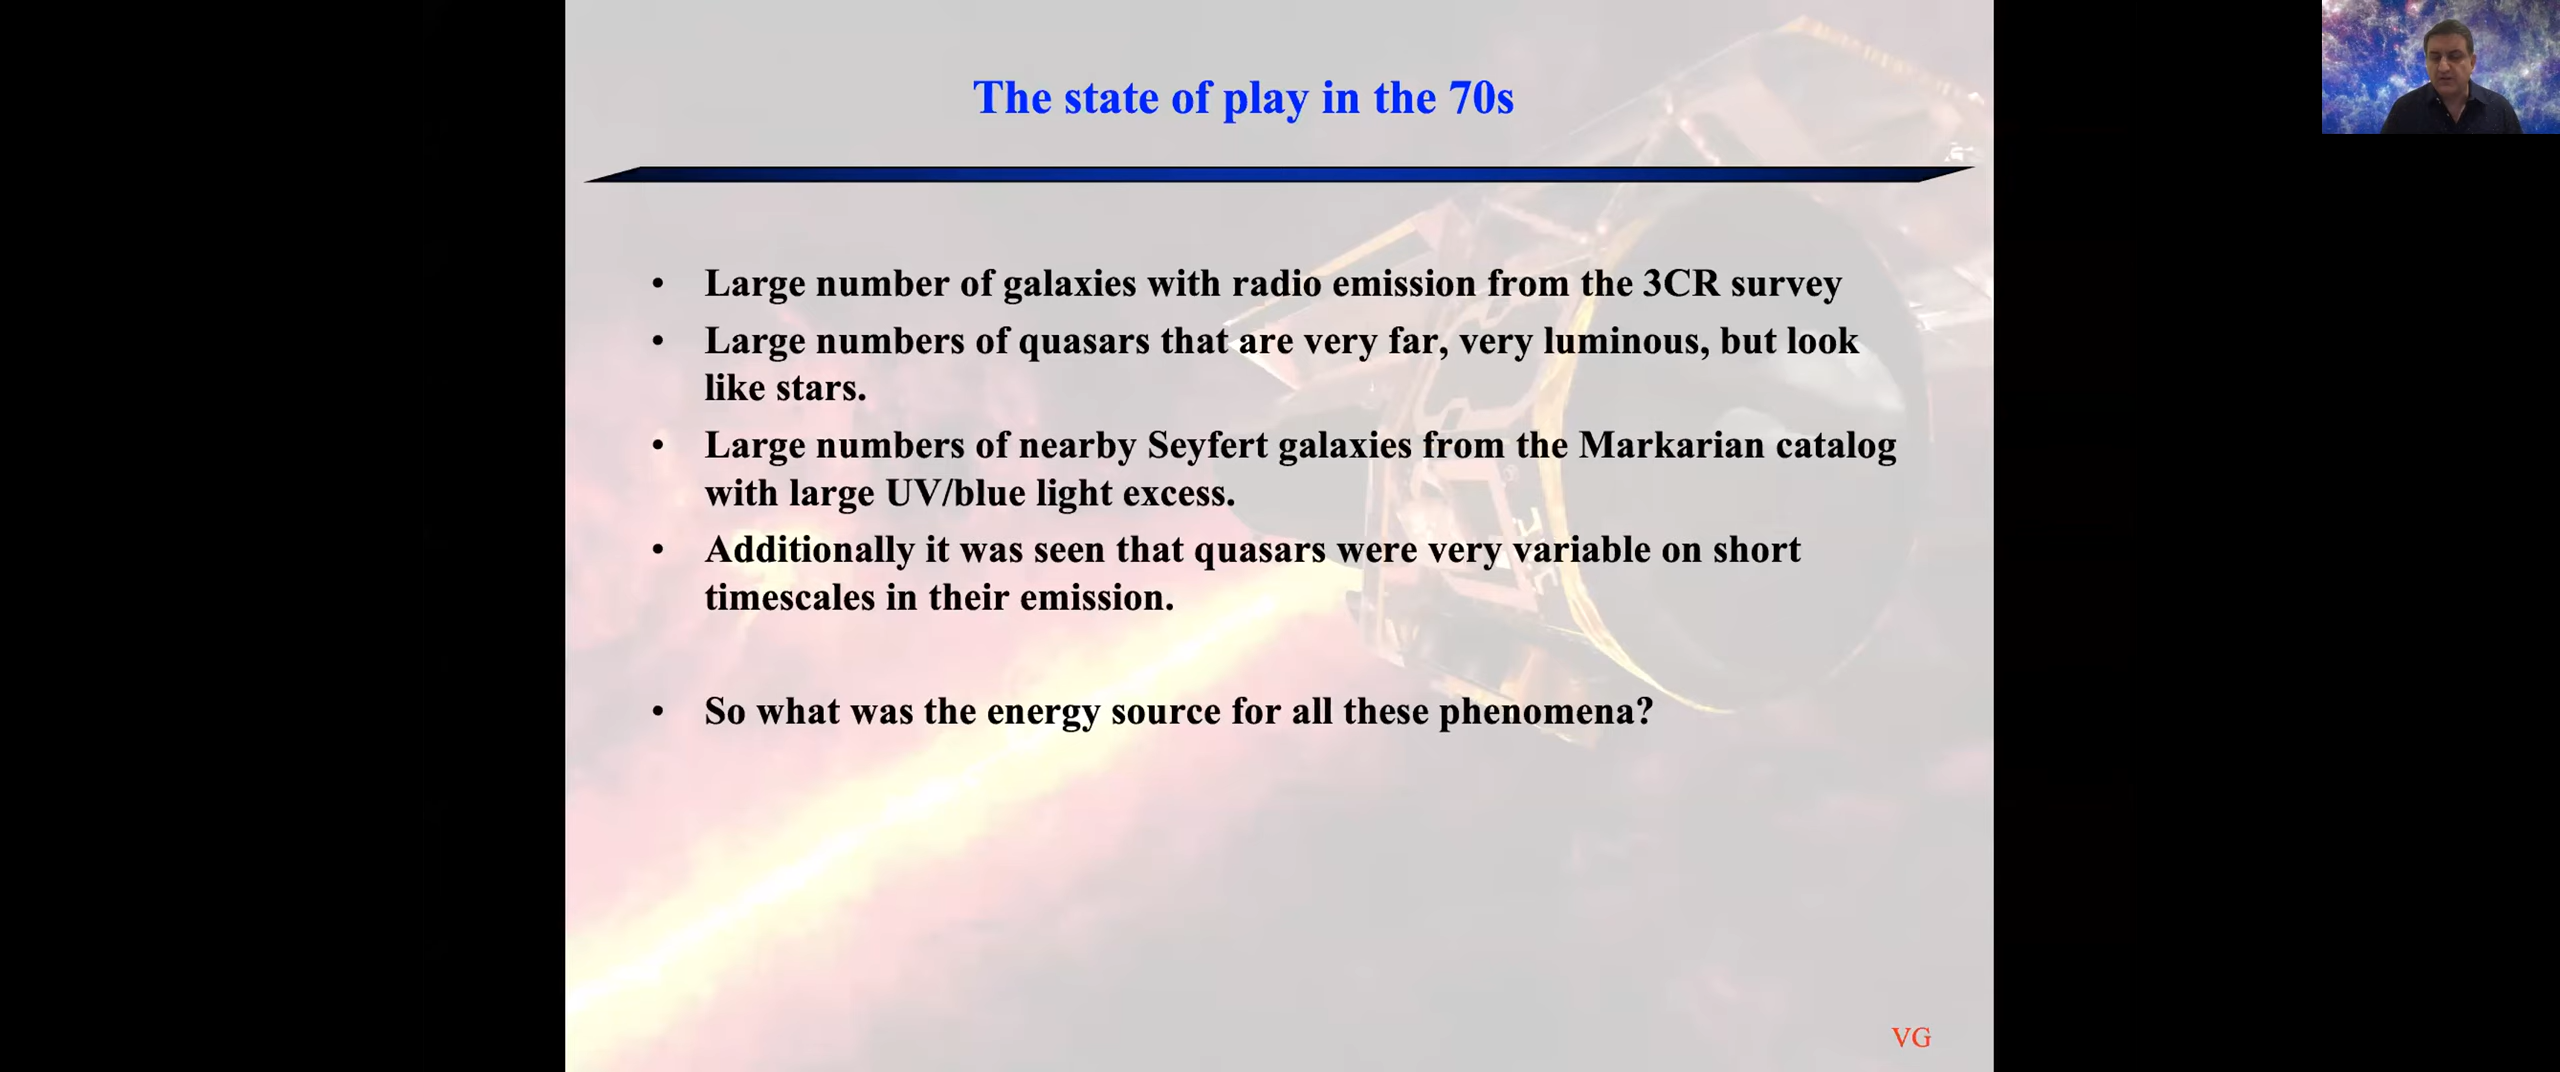 The state of play in the 70s
• Large number of galaxies with radio emission from the 3CR survey
• Large numbers of quasars that are very far, very luminous, but look
like stars.
• Large numbers of nearby Seyfert galaxies from the Markarian catalog
with large UV/blue light excess.
• Additionally it was seen that quasars were very variable on short
timescales in their emission.
• So what was the energy source for all these phenomena?
VG